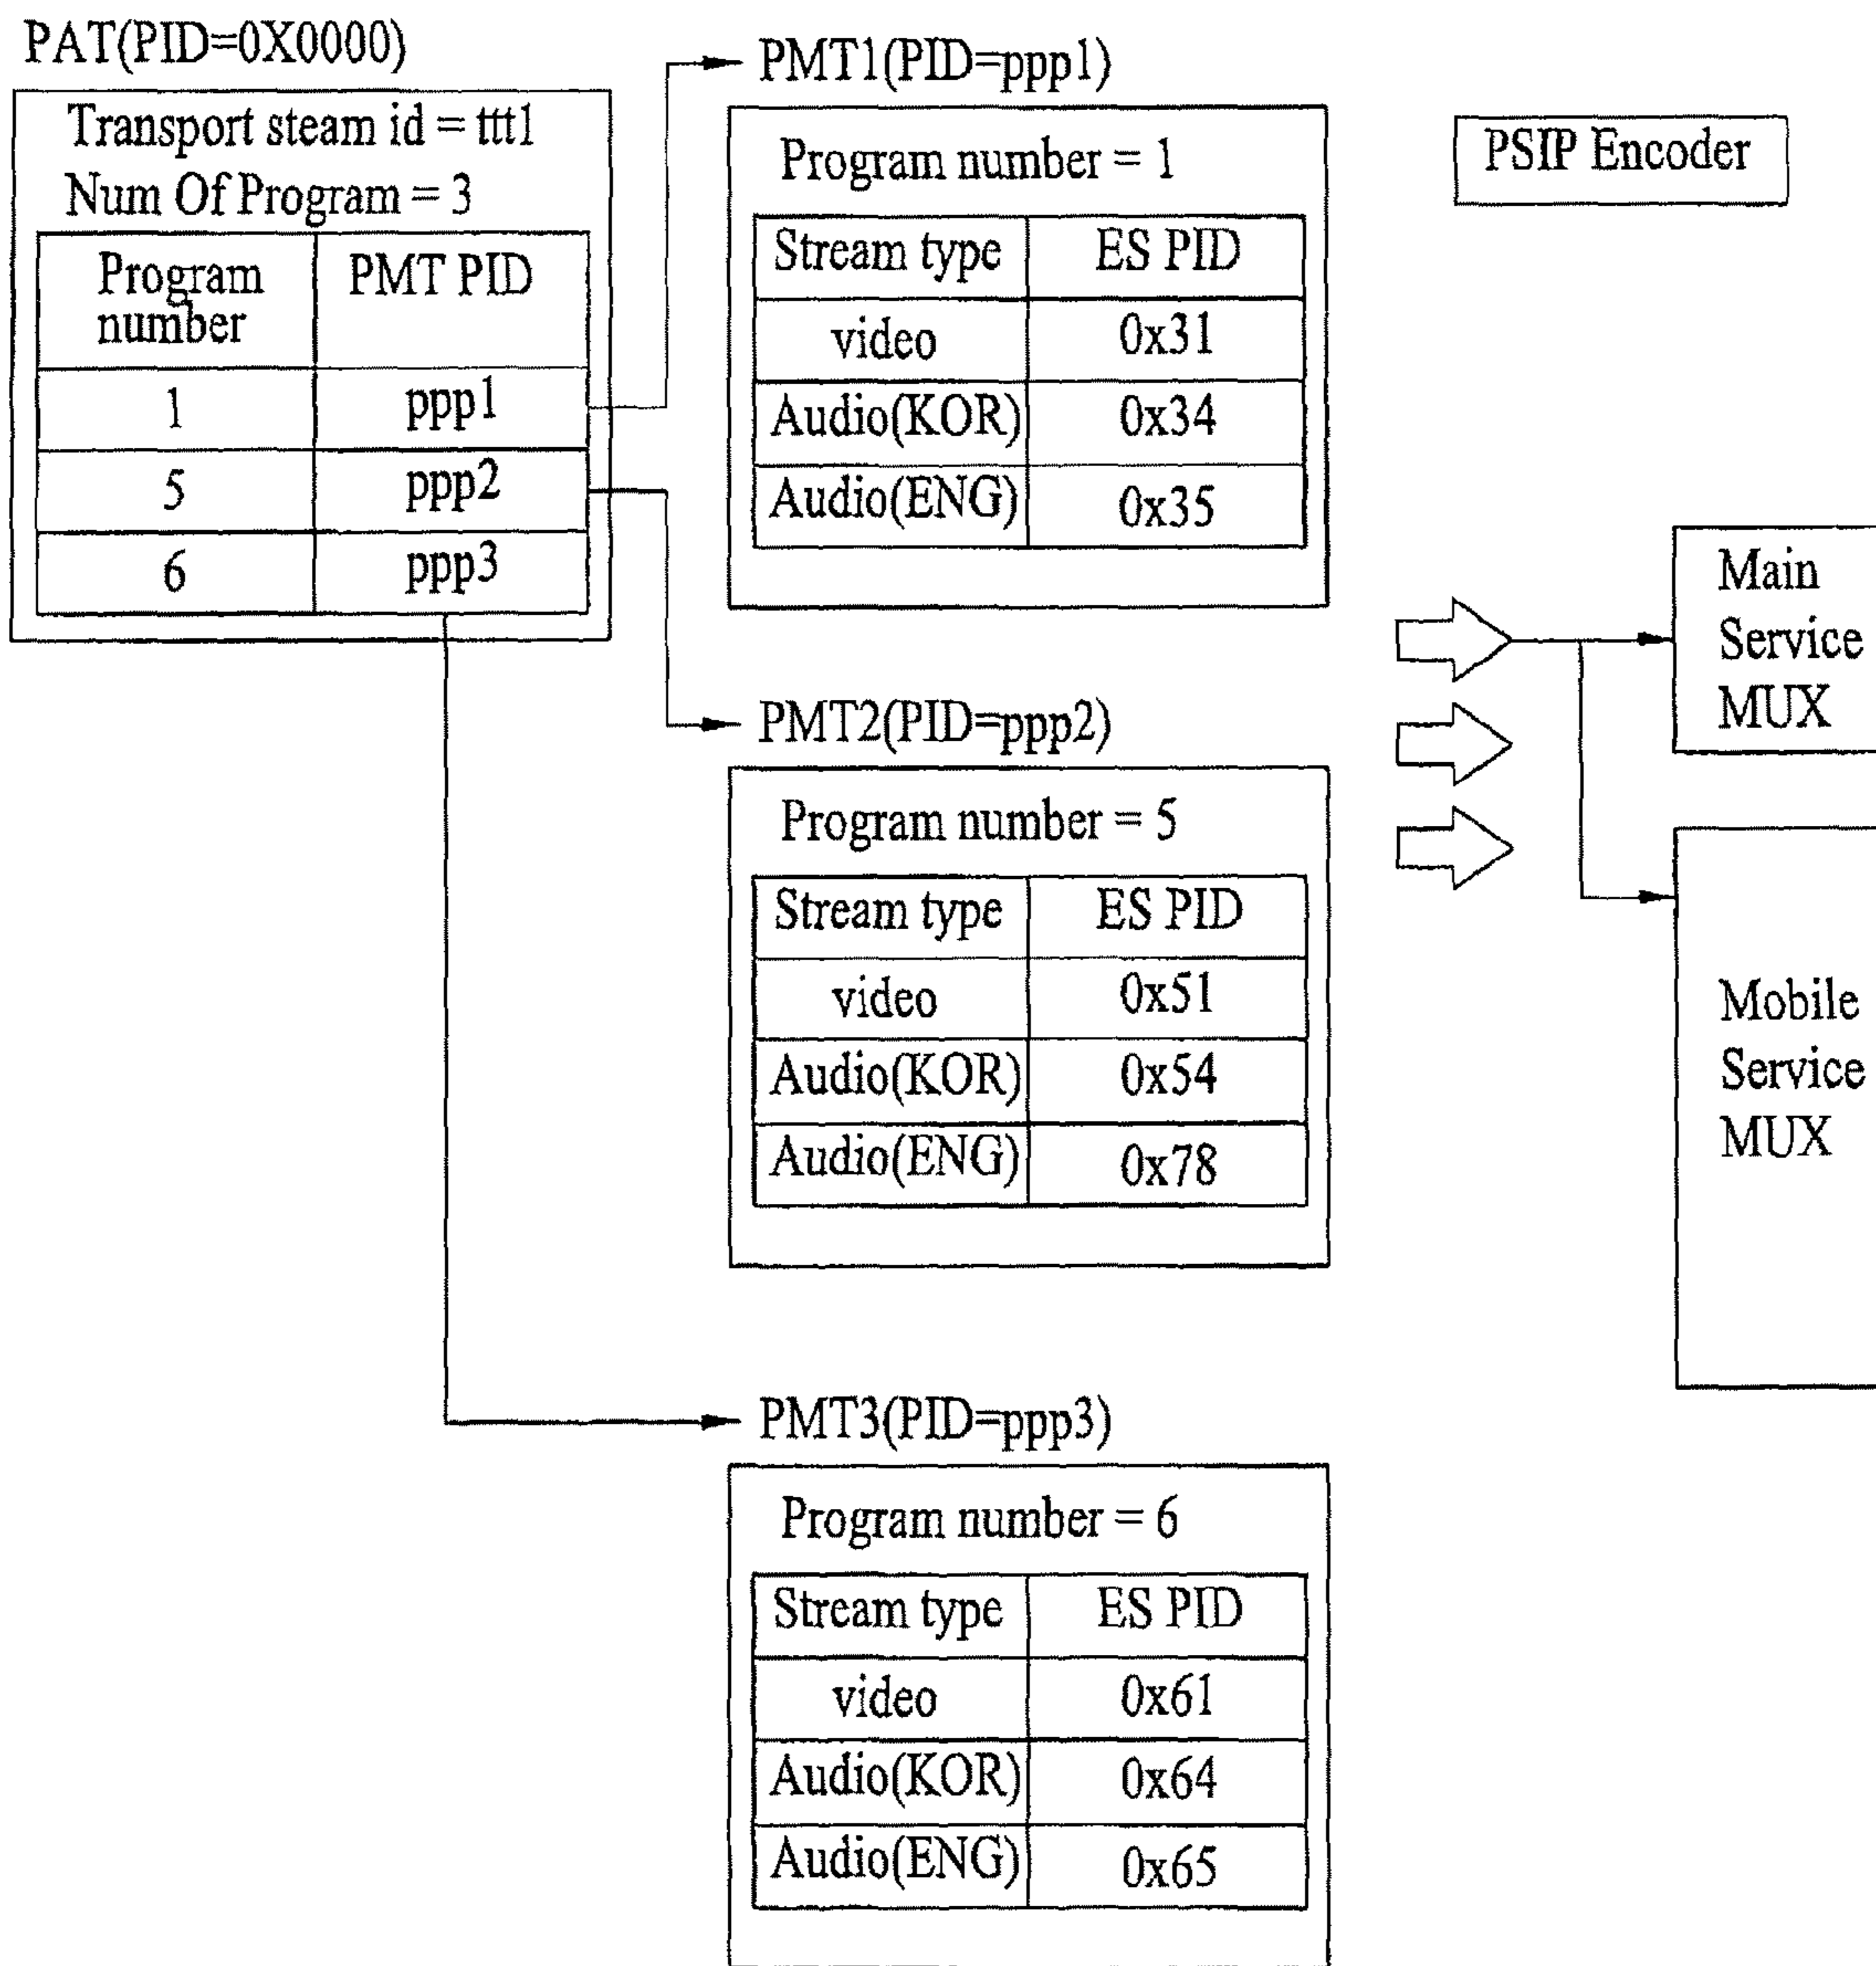 PAT(PID=0X0000)
Transport steam id = ttt1
Num Of Program = 3
Program number PMT PID
1 ppp1
5 ppp2
6 ppp3
PMT1(PID=ppp1)
Program number = 1
Stream type ES PID
video 0x31
Audio(KOR) 0x34
Audio(ENG) 0x35
PMT2(PID=ppp2)
Program number = 5
Stream type ES PID
video 0x51
Audio(KOR) 0x54
Audio(ENG) 0x78
PMT3(PID=ppp3)
Program number = 6
Stream type ES PID
video 0x61
Audio(KOR) 0x64
Audio(ENG) 0x65
PSIP Encoder
Main
Service
MUX
Mobile
Service
MUX